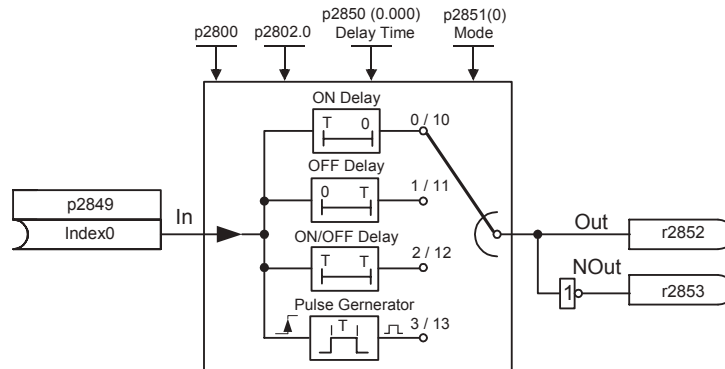 p2800
p2802.0
p2850 (0.000)
Delay Time
p2851(0)
Mode
ON Delay
T 0
0 / 10
OFF Delay
0 T
1 / 11
p2849
Index0
In
ON/OFF Delay
T T
2 / 12
Out
r2852
Pulse Gernerator
T
3 / 13
NOut
1
r2853